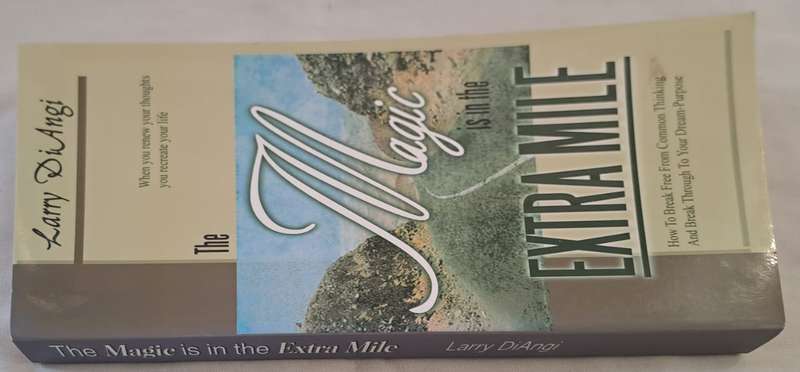 Larry DiAngi
When you renew your thoughts
you recreate your life
The
Magic
is in the
EXTRA MILE
How To Break Free From Common Thinking
And Break Through To Your Dream-Purpose
The Magic is in the Extra Mile Larry DiAngi